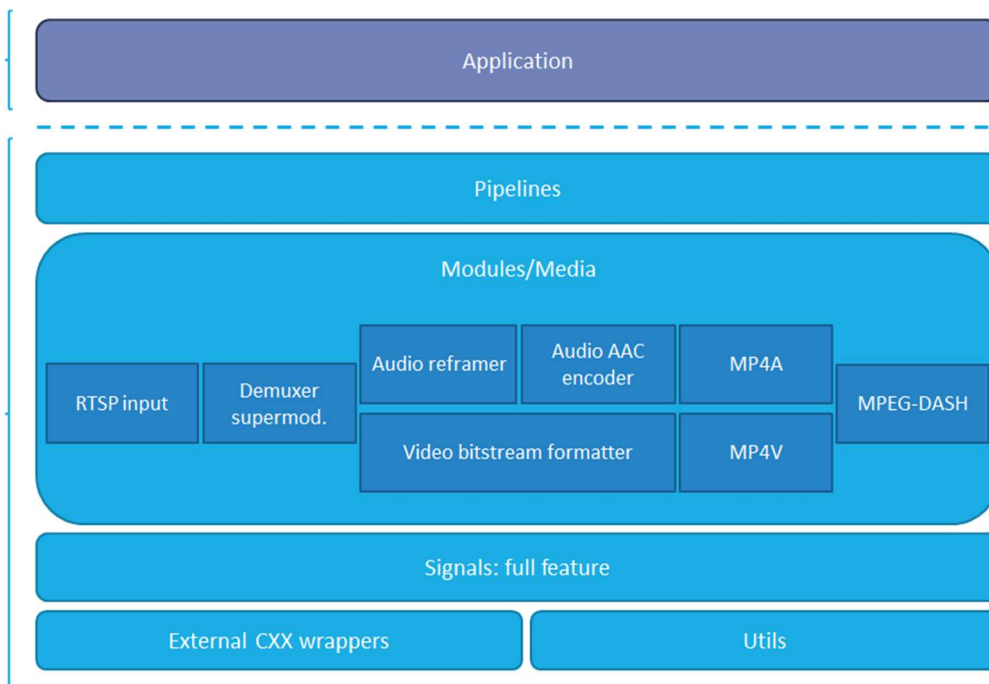 Application
Pipelines
Modules/Media
RTSP input
Demuxer
supermod.
Audio reframer
Audio AAC
encoder
MP4A
Video bitstream formatter
MP4V
MPEG-DASH
Signals: full feature
External CXX wrappers
Utils